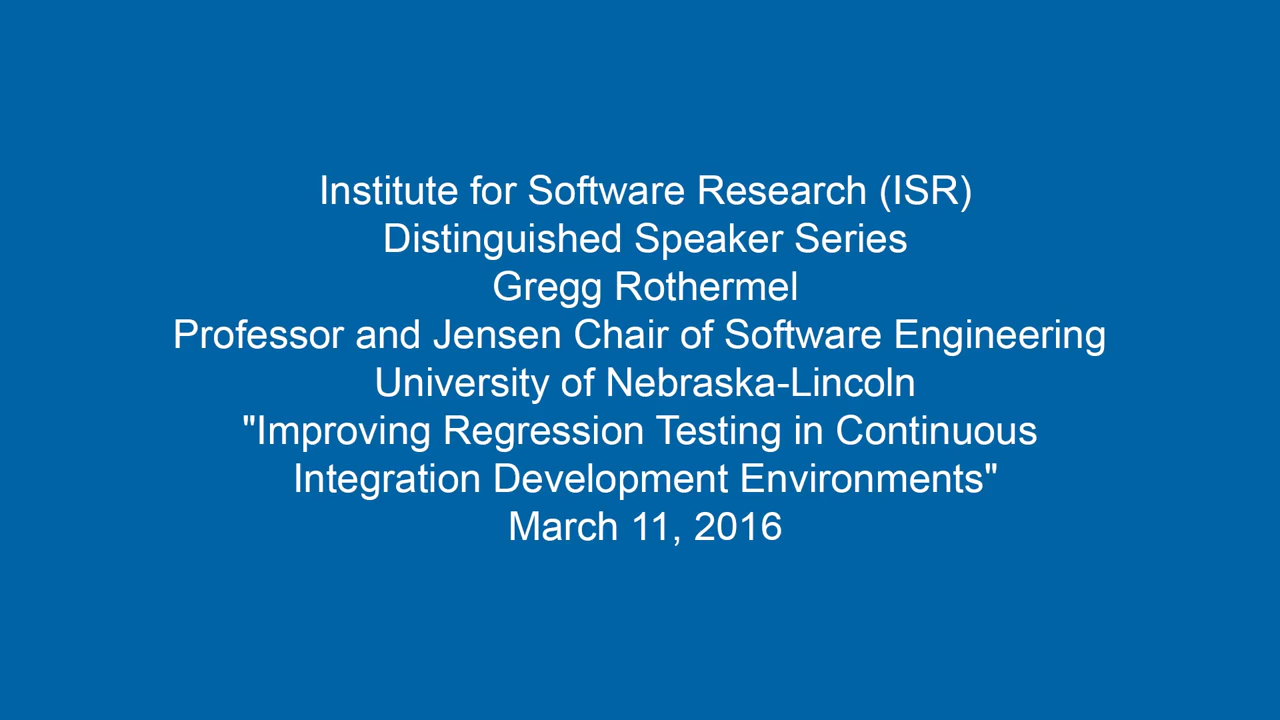 Institute for Software Research (ISR)
Distinguished Speaker Series
Gregg Rothermel
Professor and Jensen Chair of Software Engineering
University of Nebraska-Lincoln
"Improving Regression Testing in Continuous
Integration Development Environments"
March 11, 2016